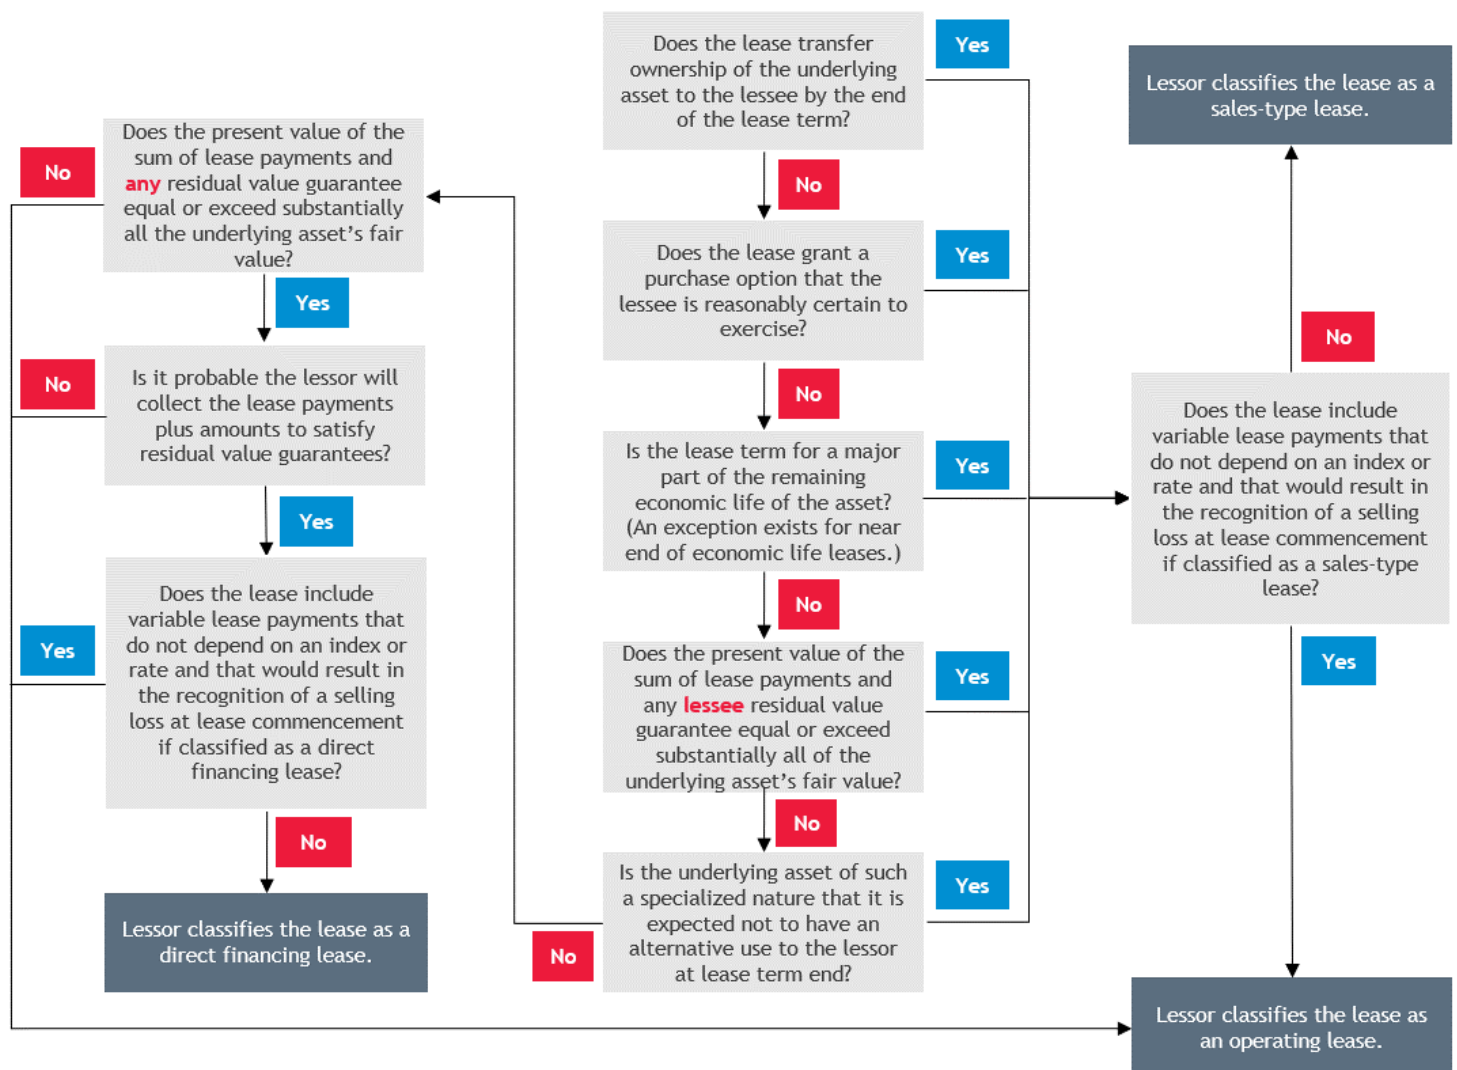 Does the lease transfer
ownership of the underlying
asset to the lessee by the end
of the lease term?
Yes
No
Does the lease grant a
purchase option that the
lessee is reasonably certain to
exercise?
Yes
No
Is the lease term for a major
part of the remaining
economic life of the asset?
(An exception exists for near
end of economic life leases.)
Yes
No
Does the present value of the
sum of lease payments and
any lessee residual value
guarantee equal or exceed
substantially all of the
underlying asset's fair value?
Yes
No
Is the underlying asset of such
a specialized nature that it is
expected not to have an
alternative use to the lessor
at lease term end?
Yes
No
Does the present value of the
sum of lease payments and
any residual value guarantee
equal or exceed substantially
all the underlying asset's fair
value?
No
Yes
Is it probable the lessor will
collect the lease payments
plus amounts to satisfy
residual value guarantees?
No
Yes
Does the lease include
variable lease payments that
do not depend on an index or
rate and that would result in
the recognition of a selling
loss at lease commencement
if classified as a direct
financing lease?
Yes
No
Lessor classifies the lease as a
direct financing lease.
Lessor classifies the lease as a
sales-type lease.
No
Does the lease include
variable lease payments that
do not depend on an index or
rate and that would result in
the recognition of a selling
loss at lease commencement
if classified as a sales-type
lease?
Yes
Lessor classifies the lease as
an operating lease.